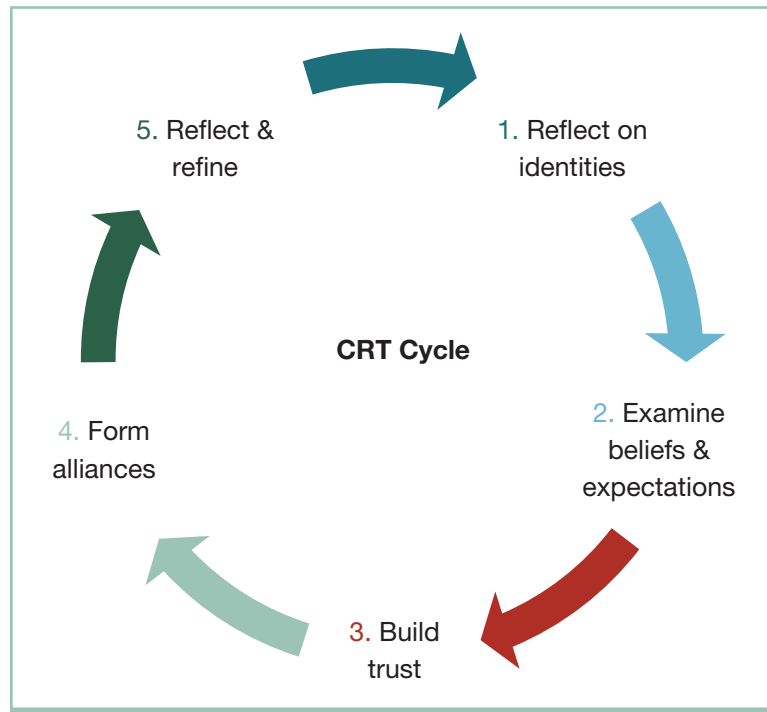 CRT Cycle
1. Reflect on
identities
2. Examine
beliefs &
expectations
3. Build
trust
4. Form
alliances
5. Reflect &
refine